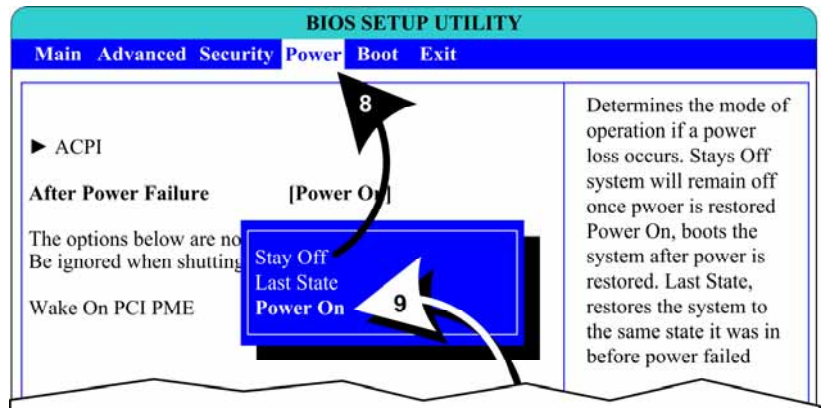 BIOS SETUP UTILITY
Main Advanced Security Power Boot Exit
► ACPI
After Power Failure [Power On]
The options below are no
Be ignored when shutting
Wake On PCI PME
Stay Off
Last State
Power On
8
9
Determines the mode of
operation if a power
loss occurs. Stays Off
system will remain off
once pwoer is restored
Power On, boots the
system after power is
restored. Last State,
restores the system to
the same state it was in
before power failed